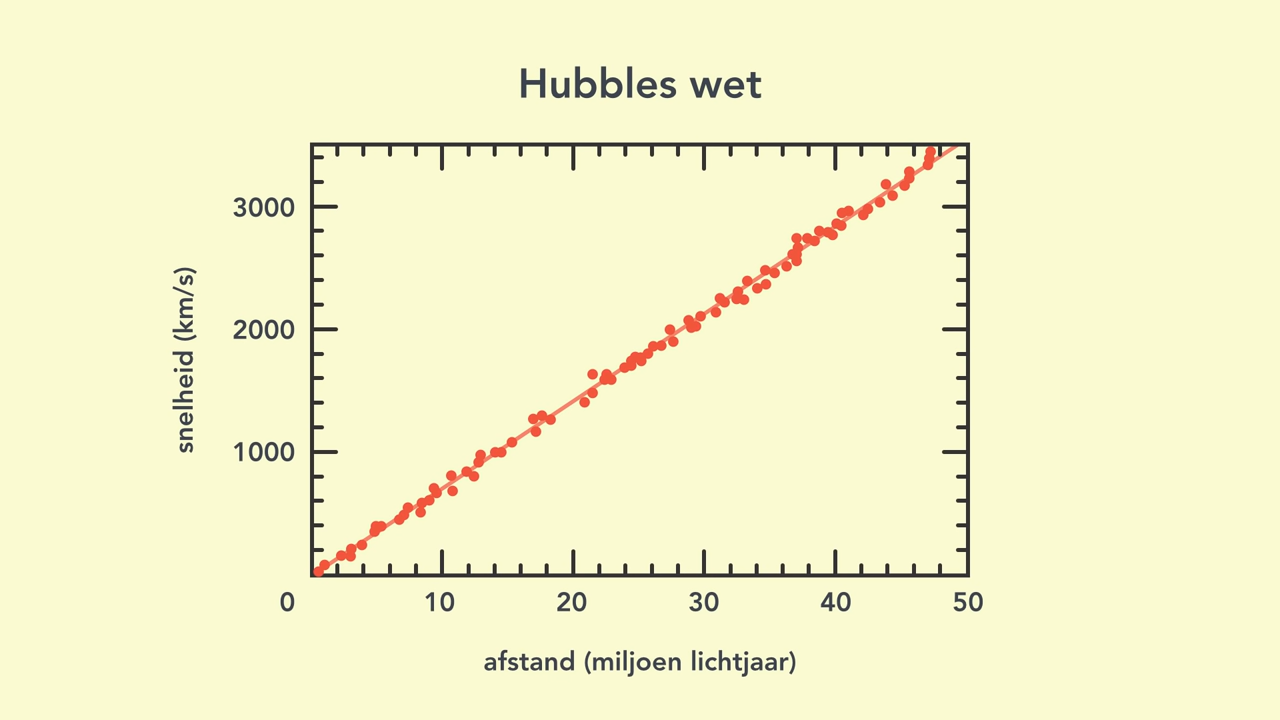 Hubbles wet
3000
2000
1000
snelheid (km/s)
0 10 20 30 40 50
afstand (miljoen lichtjaar)